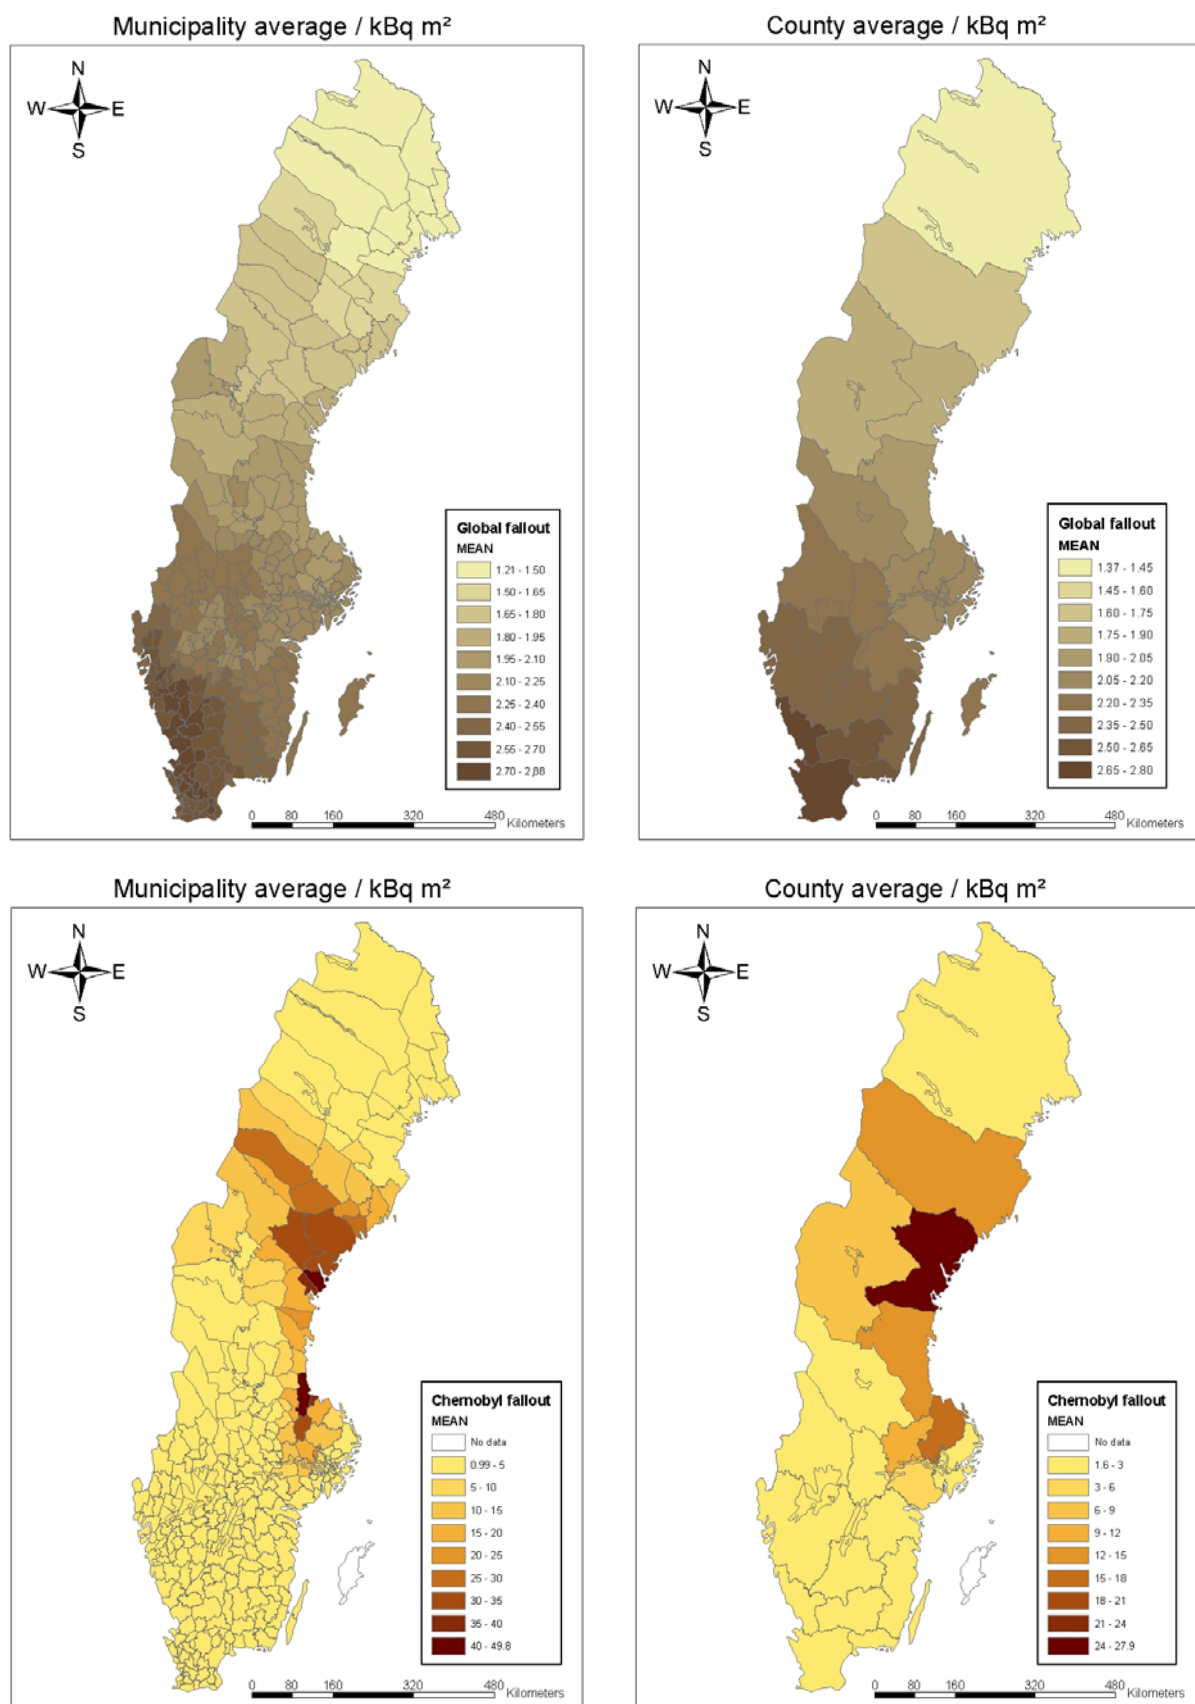 Municipality average / kBq m²
County average / kBq m²
N
W E
S
N
W E
S
Global fallout
MEAN
1.21 - 1.50
1.50 - 1.65
1.65 - 1.80
1.80 - 1.95
1.95 - 2.10
2.10 - 2.25
2.25 - 2.40
2.40 - 2.55
2.55 - 2.70
2.70 - 2,88
0 80 160 320 480
Kilometers
Global fallout
MEAN
1.37 - 1.45
1.45 - 1.60
1.60 - 1.75
1.75 - 1.90
1.90 - 2.05
2.05 - 2.20
2.20 - 2.35
2.35 - 2.50
2.50 - 2.65
2.65 - 2.80
0 80 160 320 480
Kilometers
Municipality average / kBq m²
County average / kBq m²
N
W E
S
N
W E
S
Chernobyl fallout
MEAN
No data
0.99 - 5
5 - 10
10 - 15
15 - 20
20 - 25
25 - 30
30 - 35
35 - 40
40 - 49.8
0 80 160 320 480
Kilometers
Chernobyl fallout
MEAN
No data
1.6 - 3
3 - 6
6 - 9
9 - 12
12 - 15
15 - 18
18 - 21
21 - 24
24 - 27.9
0 80 160 320 480
Kilometers